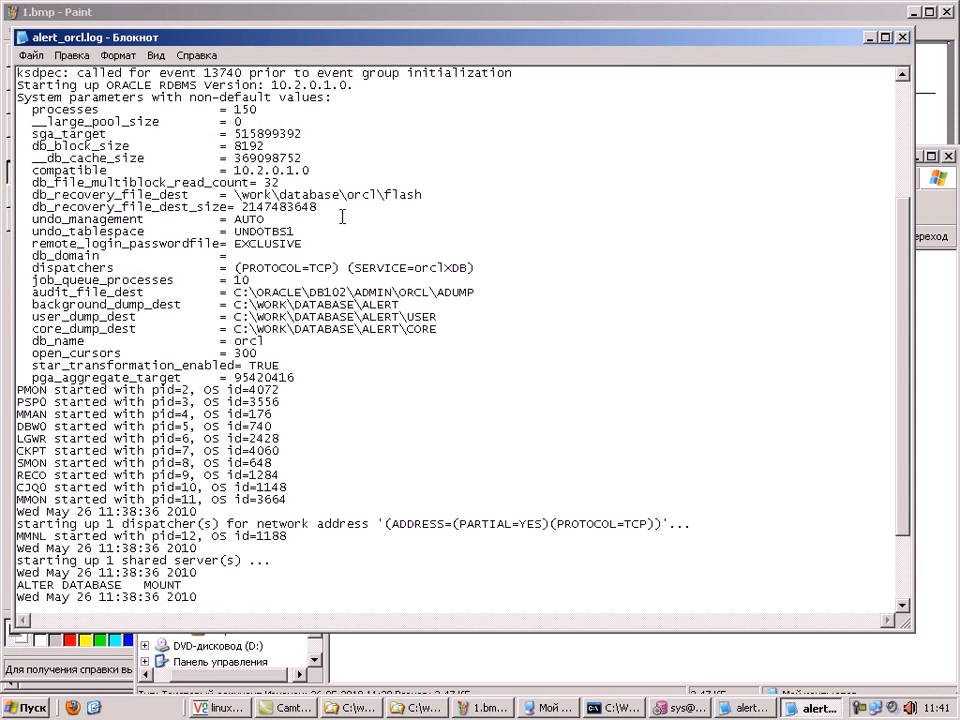 1.bmp - Paint
alert_orcl.log - Блокнот
Файл Правка Формат Вид Справка
ksdpec: called for event 13740 prior to event group initialization
Starting up ORACLE RDBMS Version: 10.2.0.1.0.
System parameters with non-default values:
processes = 150
__large_pool_size = 0
sga_target = 515899392
db_block_size = 8192
__db_cache_size = 369098752
compatible = 10.2.0.1.0
db_file_multiblock_read_count= 32
db_recovery_file_dest = \work\database\orcl\flash
db_recovery_file_dest_size= 2147483648
undo_management = AUTO
undo_tablespace = UNDOTBS1
remote_login_passwordfile= EXCLUSIVE
db_domain =
dispatchers = (PROTOCOL=TCP) (SERVICE=orclXDB)
job_queue_processes = 10
audit_file_dest = C:\ORACLE\DB102\ADMIN\ORCL\ADUMP
background_dump_dest = C:\WORK\DATABASE\ALERT
user_dump_dest = C:\WORK\DATABASE\ALERT\USER
core_dump_dest = C:\WORK\DATABASE\ALERT\CORE
db_name = orcl
open_cursors = 300
star_transformation_enabled= TRUE
pga_aggregate_target = 95420416
PMON started with pid=2, OS id=4072
PSP0 started with pid=3, OS id=3556
MMAN started with pid=4, OS id=176
DBW0 started with pid=5, OS id=740
LGWR started with pid=6, OS id=2428
CKPT started with pid=7, OS id=4060
SMON started with pid=8, OS id=648
RECO started with pid=9, OS id=1284
CJQ0 started with pid=10, OS id=1148
MMON started with pid=11, OS id=3664
Wed May 26 11:38:36 2010
starting up 1 dispatcher(s) for network address '(ADDRESS=(PARTIAL=YES)(PROTOCOL=TCP))'...
MMNL started with pid=12, OS id=1188
Wed May 26 11:38:36 2010
starting up 1 shared server(s) ...
Wed May 26 11:38:36 2010
ALTER DATABASE MOUNT
Wed May 26 11:38:36 2010
ереход
DVD-дисковод (D:)
Панель управления
Для получения справки вы
Пуск linux... Camt... C:\w... C:\w... 1.bm... Мой ... C:\W... sys@... alert... alert... 11:41